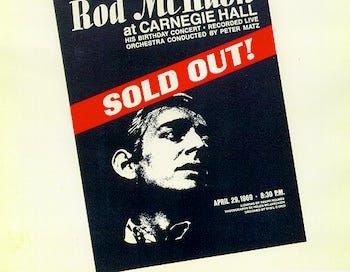 Rod McKuen
at CARNEGIE HALL
HIS BIRTHDAY CONCERT • RECORDED LIVE
ORCHESTRA CONDUCTED BY PETER MATZ
SOLD OUT!
APRIL 29, 1969 • 8:30 P.M.